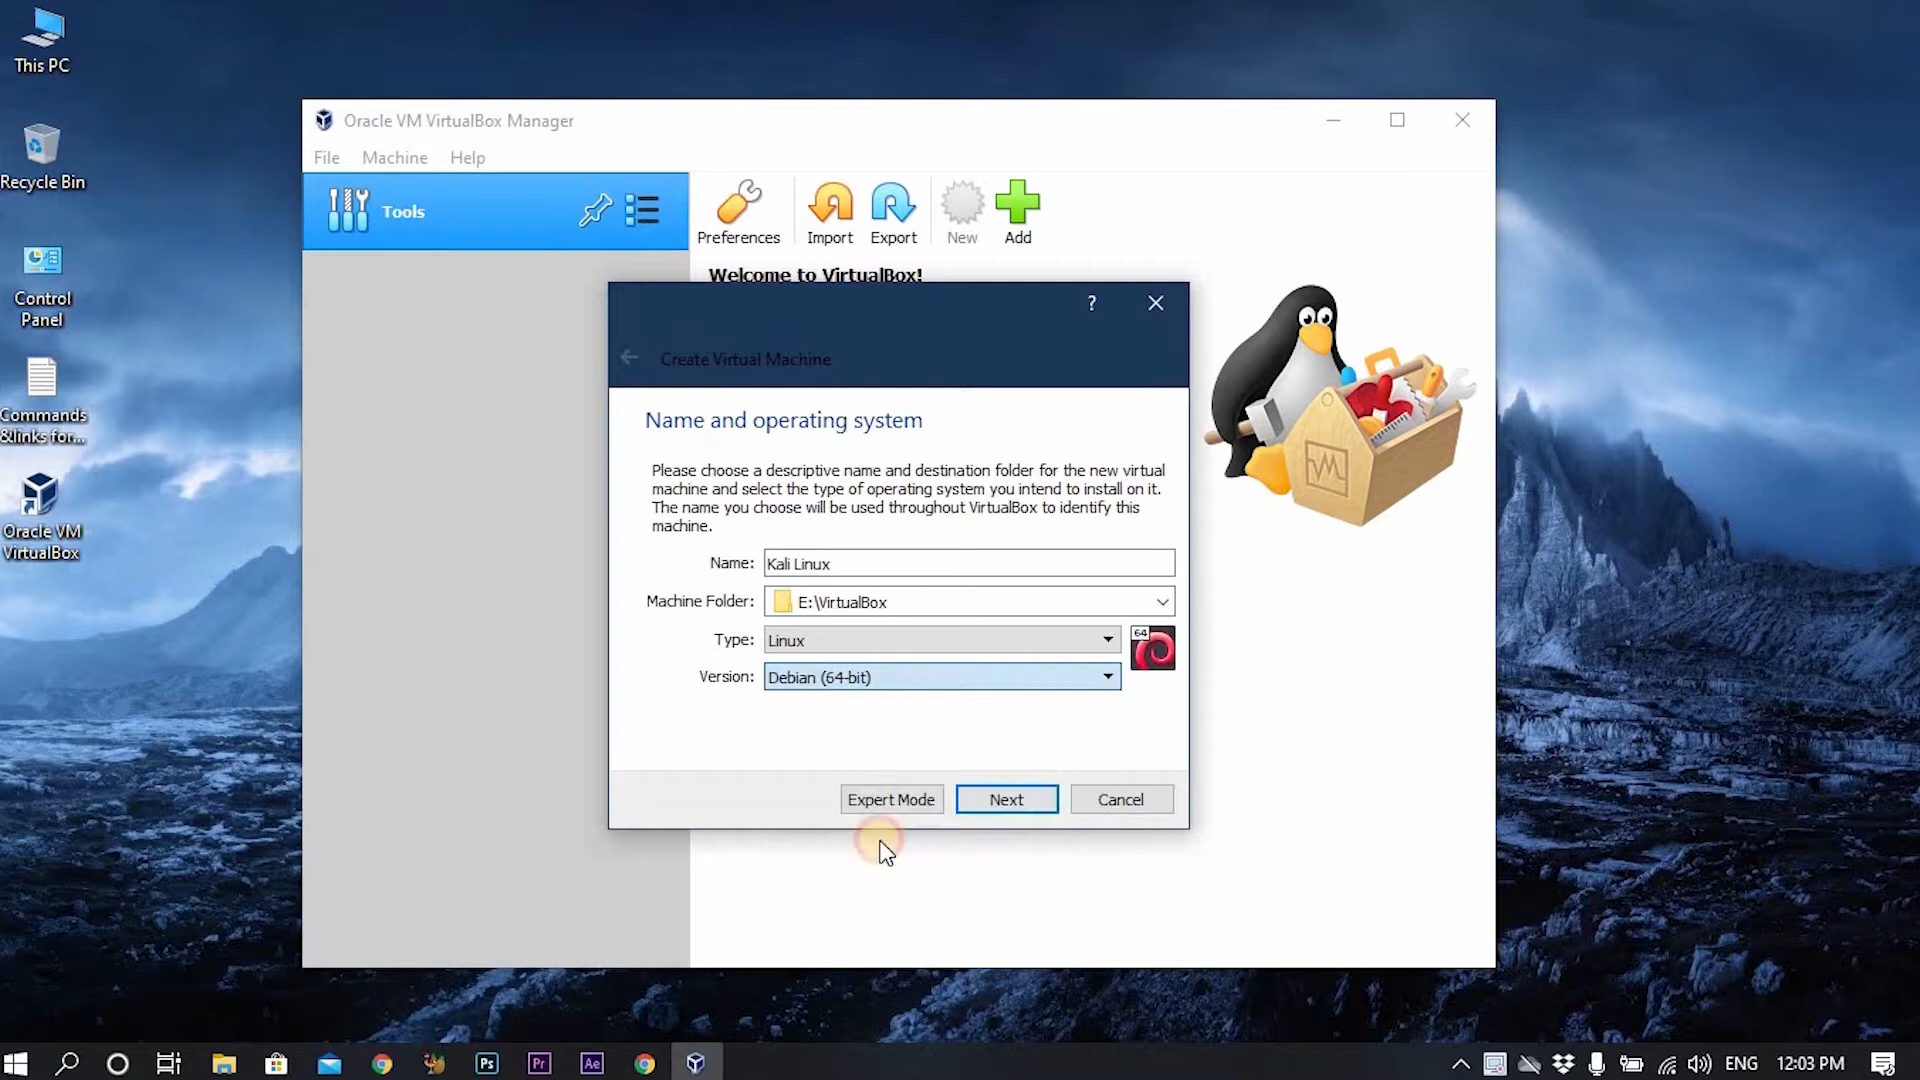 This PC
Recycle Bin
Control
Panel
Commands
&links for...
Oracle VM
VirtualBox
Oracle VM VirtualBox Manager
File Machine Help
Tools
Preferences Import Export New Add
Welcome to VirtualBox!
?
Create Virtual Machine
Name and operating system
Please choose a descriptive name and destination folder for the new virtual
machine and select the type of operating system you intend to install on it.
The name you choose will be used throughout VirtualBox to identify this
machine.
Name: Kali Linux
Machine Folder: E:\VirtualBox
Type: Linux
64
Version: Debian (64-bit)
Expert Mode Next Cancel
Ps Pr Ae
ENG 12:03 PM